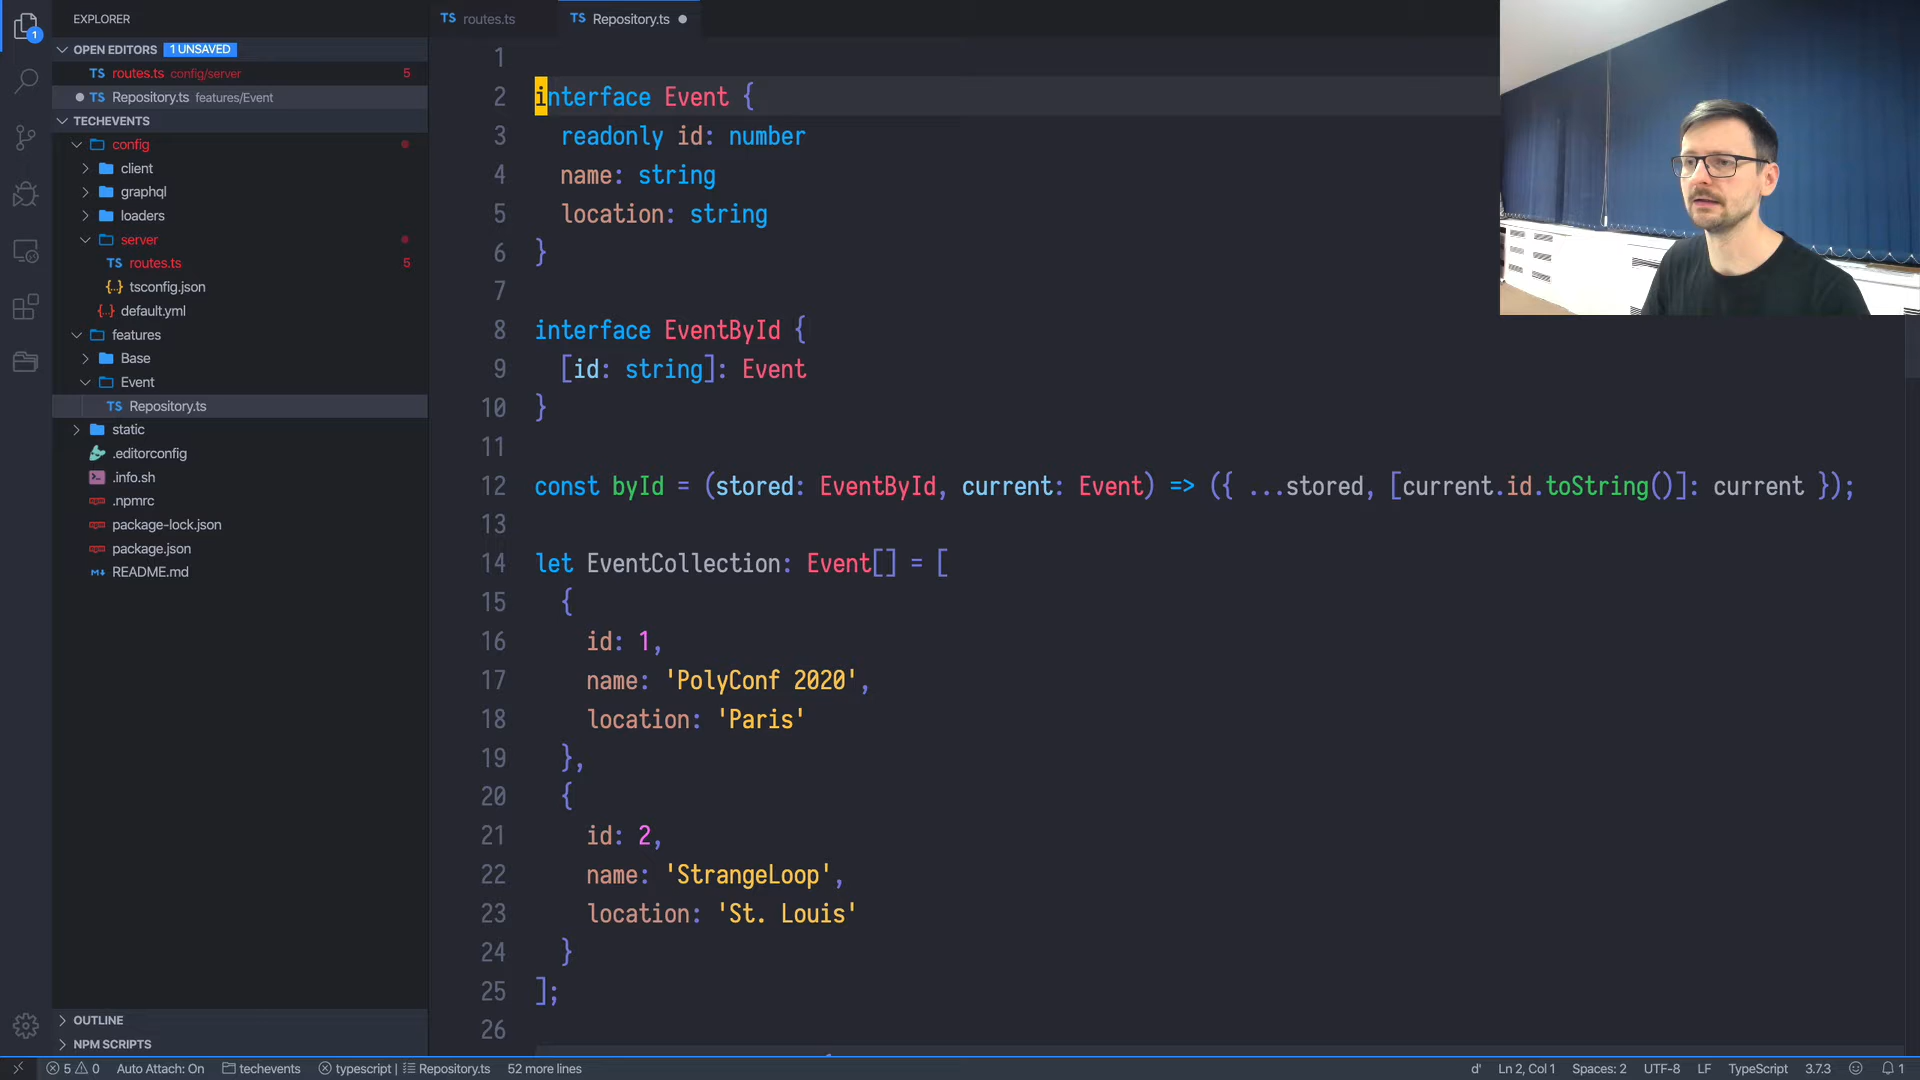 EXPLORER
OPEN EDITORS 1 UNSAVED
TS routes.ts config/server 5
TS Repository.ts features/Event
TECHEVENTS
config
client
graphql
loaders
server
TS routes.ts 5
{..} tsconfig.json
{..} default.yml
features
Base
Event
TS Repository.ts
static
.editorconfig
.info.sh
.npmrc
package-lock.json
package.json
README.md
OUTLINE
NPM SCRIPTS
1
TS routes.ts
TS Repository.ts
1
2 interface Event {
3 readonly id: number
4 name: string
5 location: string
6 }
7
8 interface EventById {
9 [id: string]: Event
10 }
11
12 const byId = (stored: EventById, current: Event) => ({ ...stored, [current.id.toString()]: current });
13
14 let EventCollection: Event[] = [
15 {
16 id: 1,
17 name: 'PolyConf 2020',
18 location: 'Paris'
19 },
20 {
21 id: 2,
22 name: 'StrangeLoop',
23 location: 'St. Louis'
24 }
25 ];
26
5 0 Auto Attach: On techevents typescript | Repository.ts 52 more lines d' Ln 2, Col 1 Spaces: 2 UTF-8 LF TypeScript 3.7.3 1